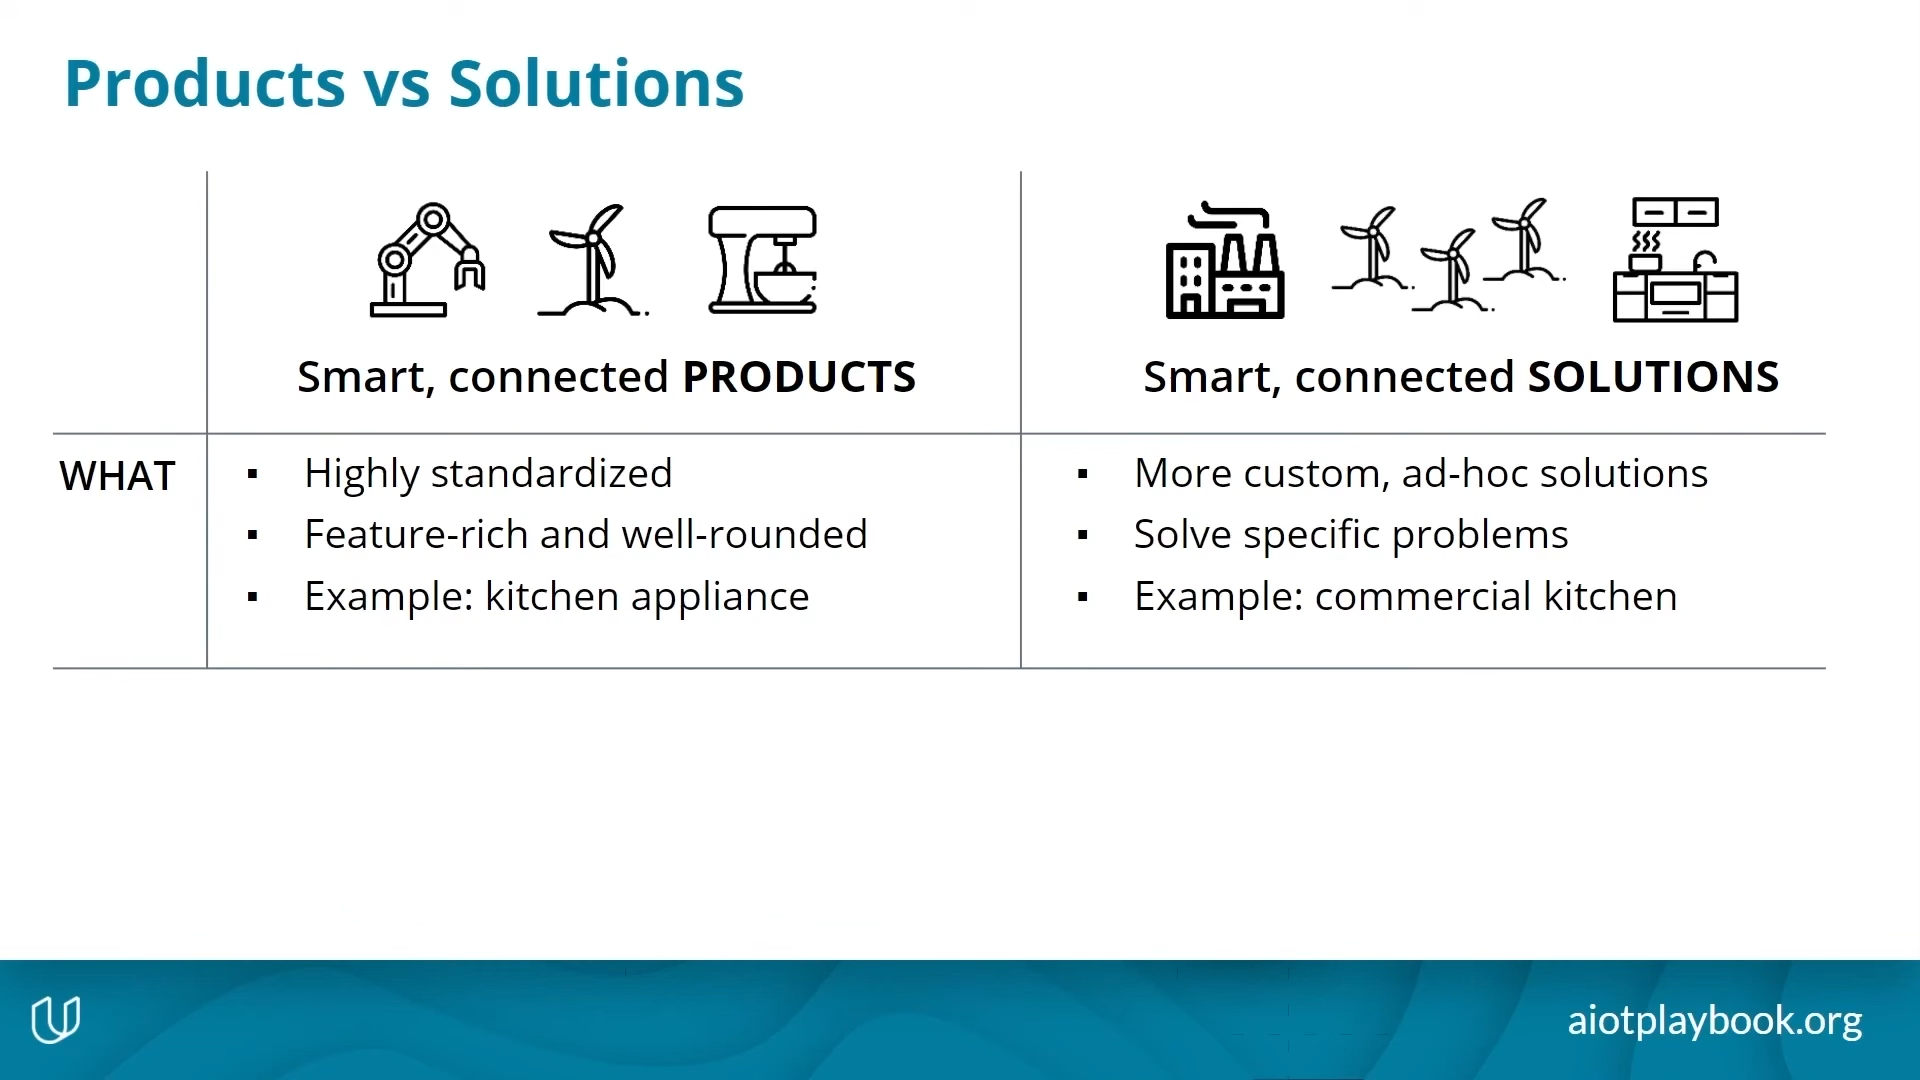 Products vs Solutions
Smart, connected PRODUCTS
Smart, connected SOLUTIONS
WHAT
▪ Highly standardized
▪ Feature-rich and well-rounded
▪ Example: kitchen appliance
▪ More custom, ad-hoc solutions
▪ Solve specific problems
▪ Example: commercial kitchen
aiotplaybook.org